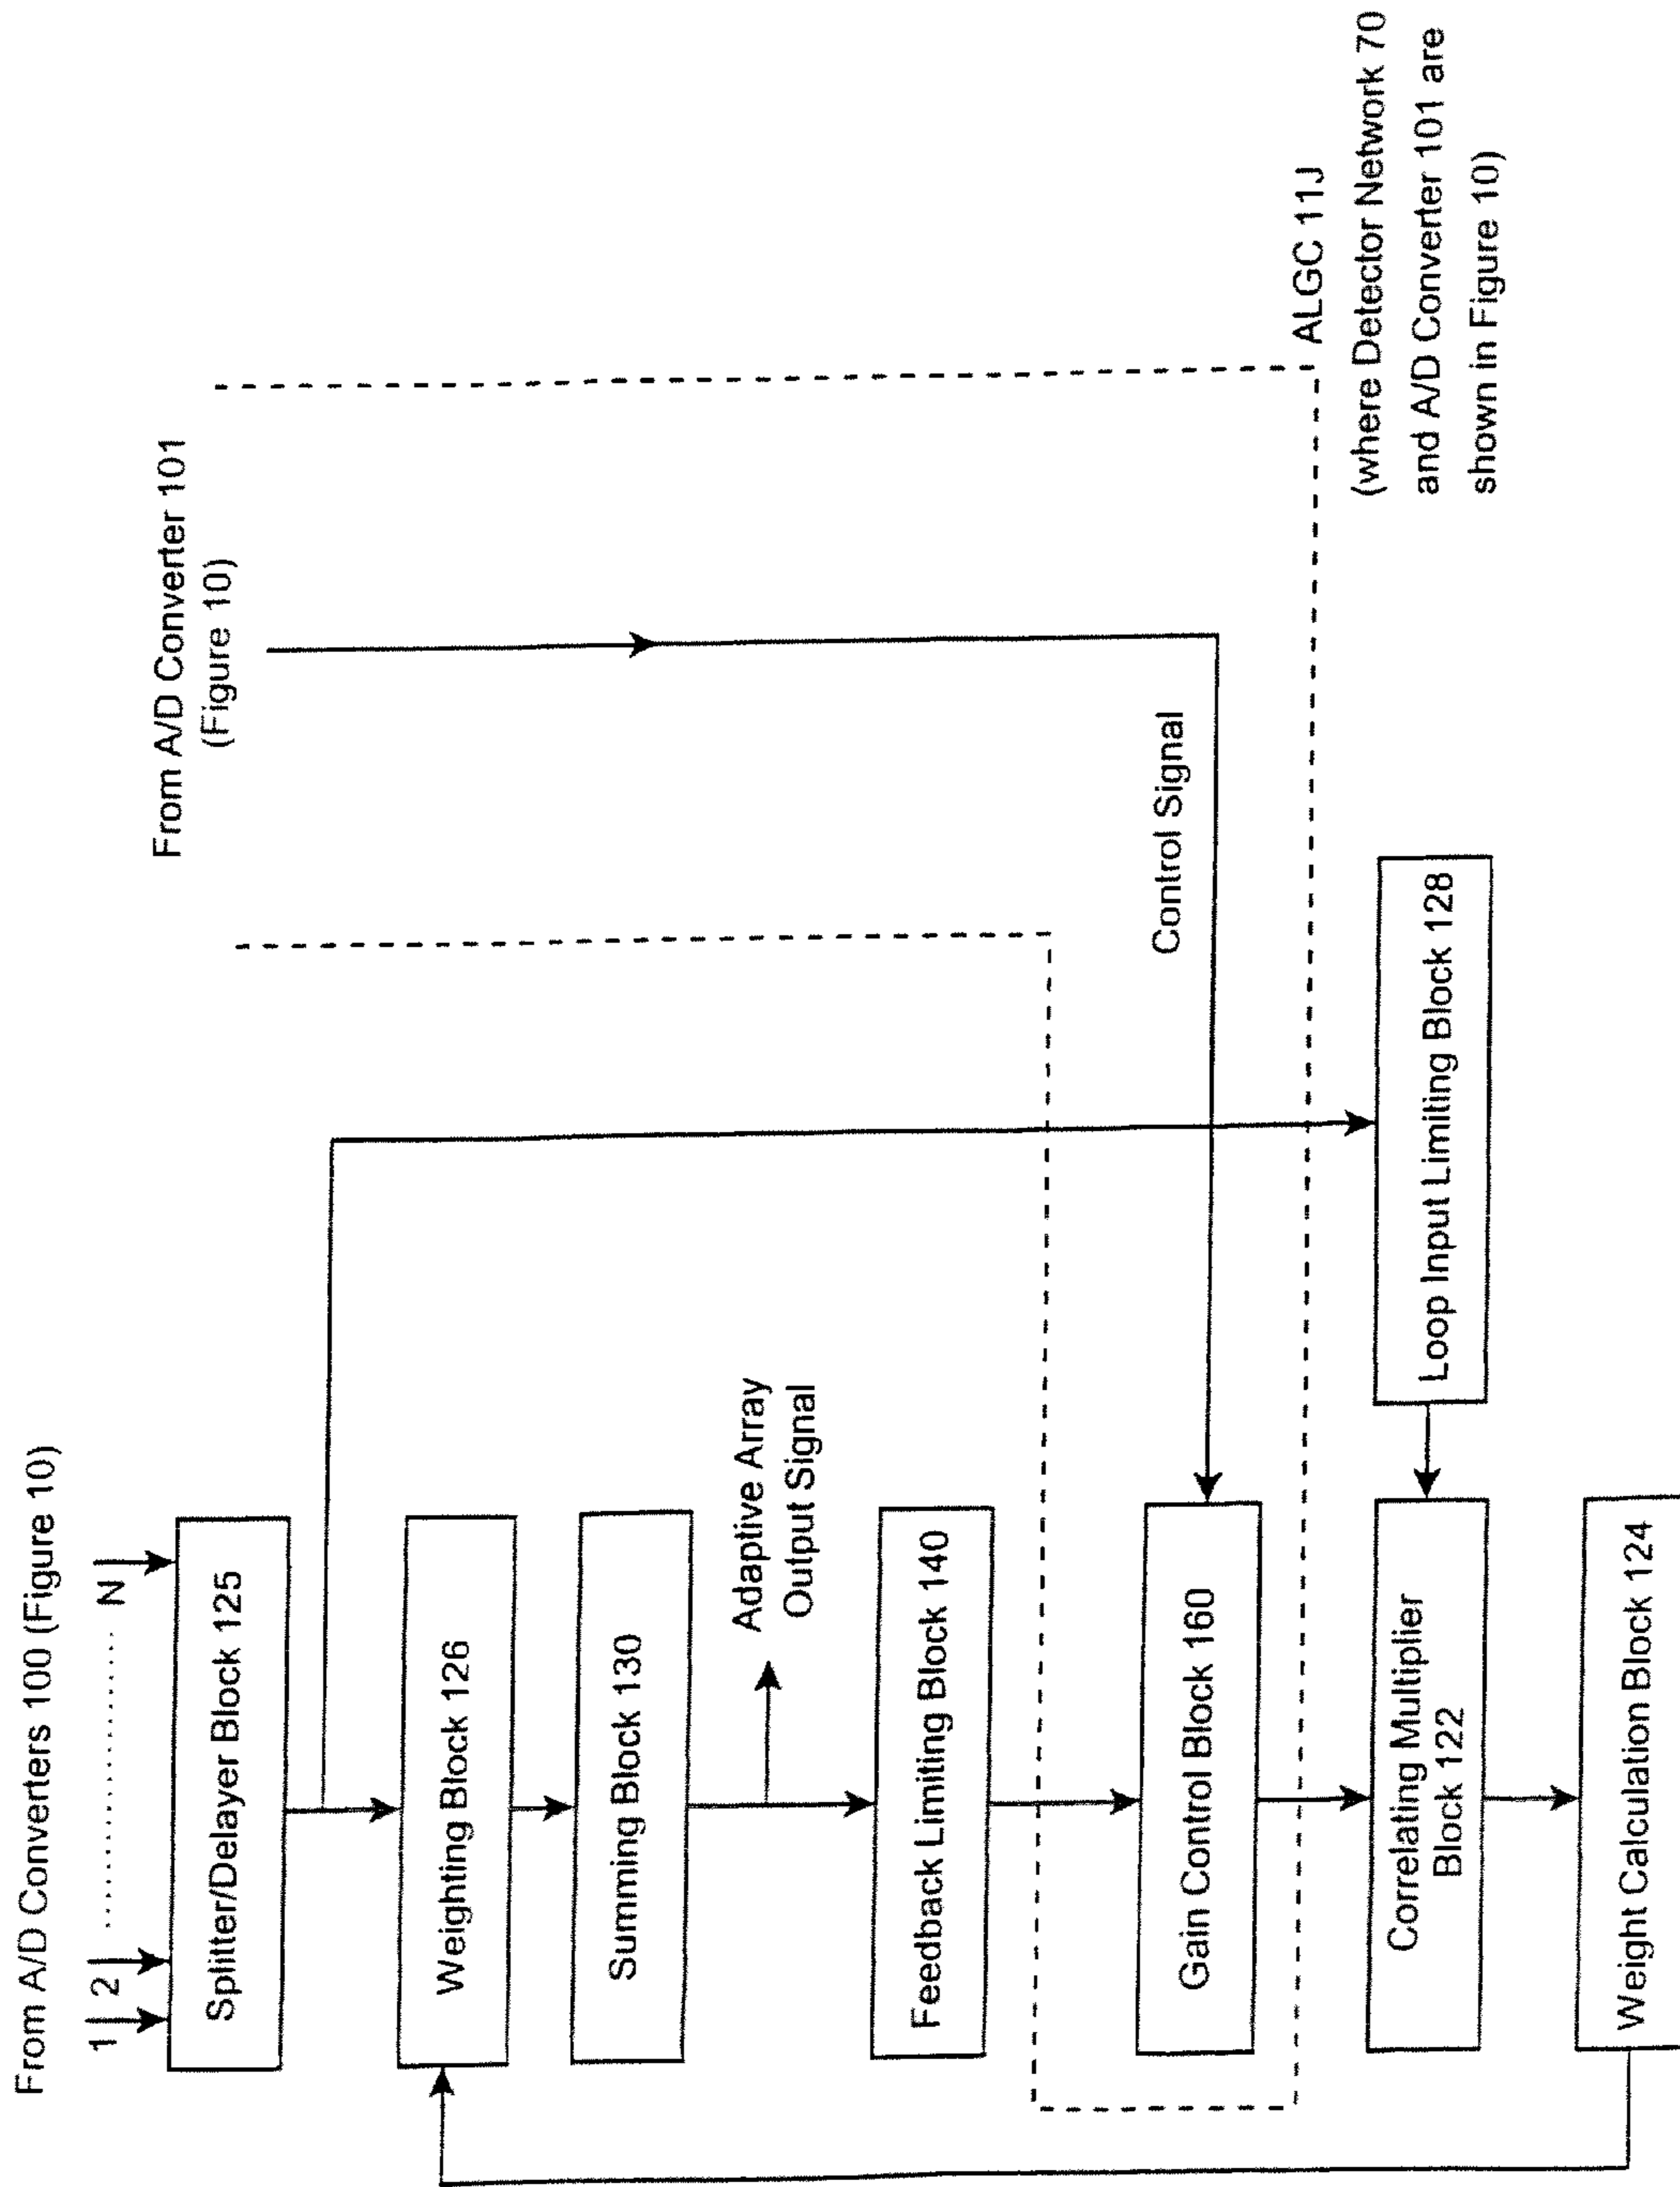 From A/D Converters 100 (Figure 10)
1 2 ............... N
Splitter/Delayer Block 125
Weighting Block 126
Summing Block 130
Adaptive Array
Output Signal
Feedback Limiting Block 140
Gain Control Block 160
Correlating Multiplier
Block 122
Weight Calculation Block 124
Loop Input Limiting Block 128
Control Signal
From A/D Converter 101
(Figure 10)
ALGC 11J
(where Detector Network 70
and A/D Converter 101 are
shown in Figure 10)